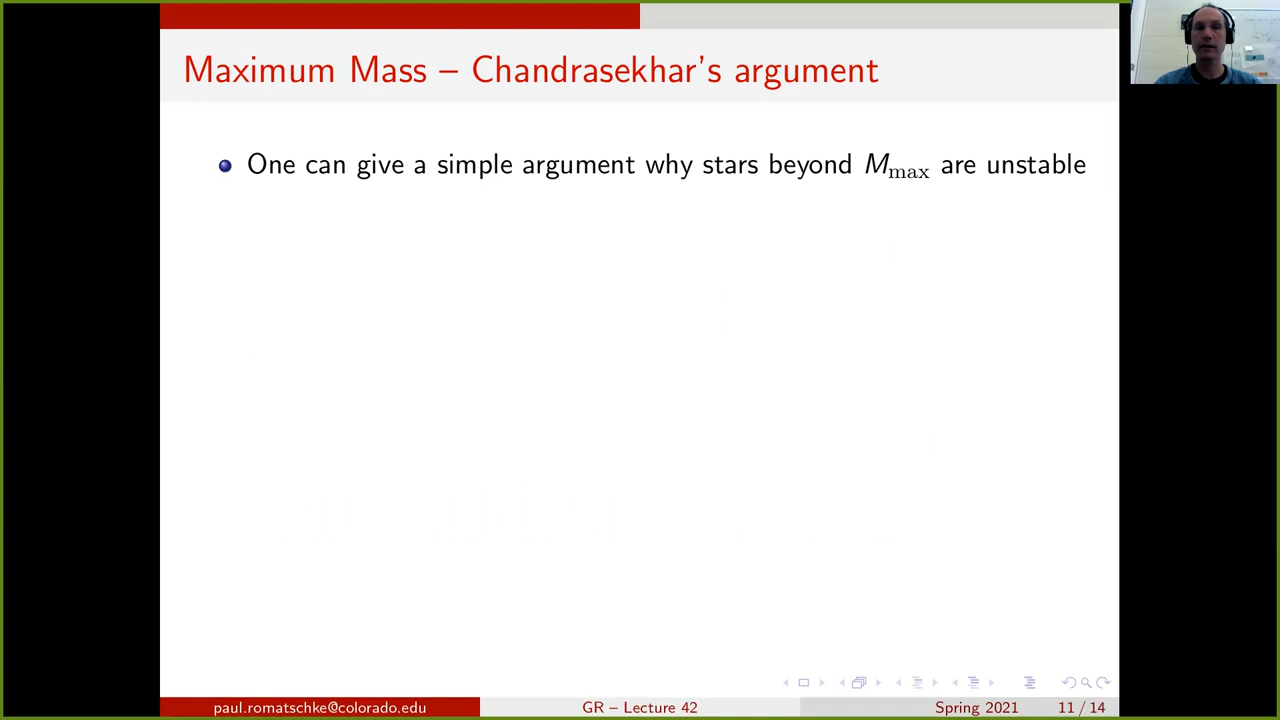 Maximum Mass – Chandrasekhar's argument
One can give a simple argument why stars beyond Mmax are unstable
paul.romatschke@colorado.edu GR – Lecture 42 Spring 2021 11 / 14